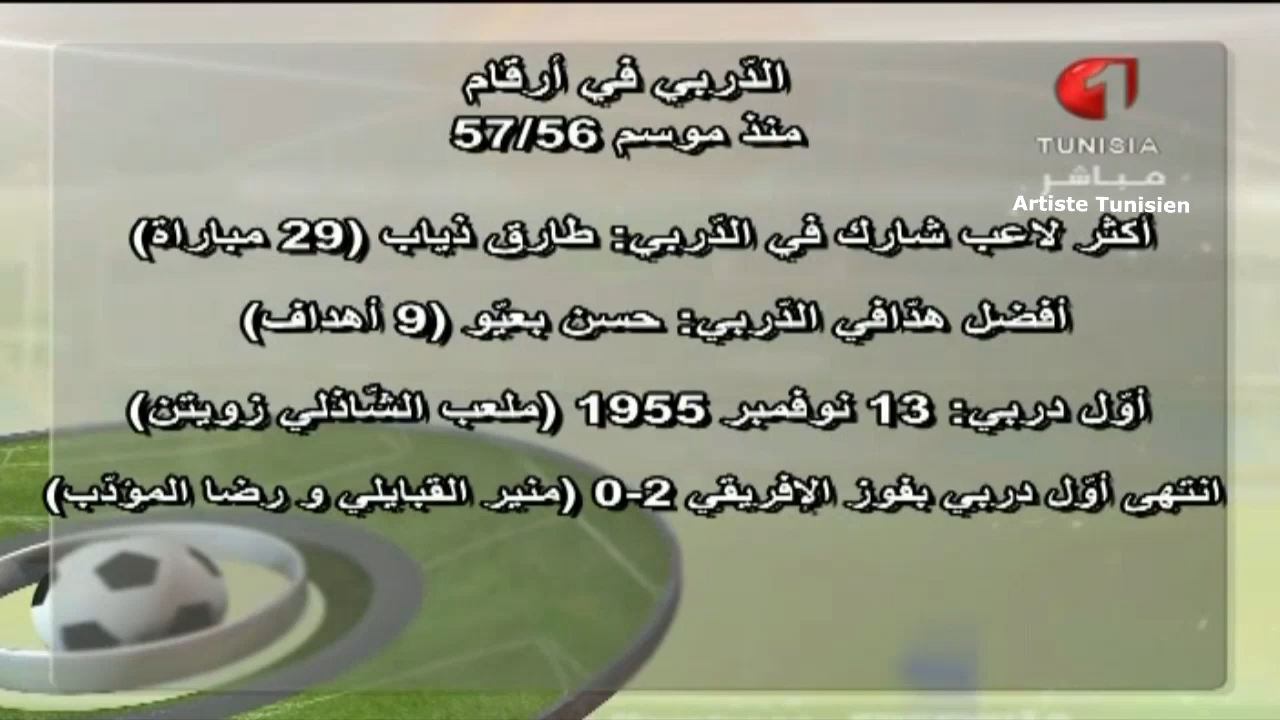 الدّربي في أرقام
منذ موسم 57/56
1
TUNISIA
مباشر
Artiste Tunisien
أكثر لاعب شارك في الدّربي: طارق ذياب (29 مباراة)
أفضل هدّافي الدّربي: حسن بعيّو (9 أهداف)
أوّل دربي: 13 نوفمبر 1955 (ملعب الشّاذلي زويتن)
انتهى أوّل دربي بفوز الإفريقي 2-0 (منير القبايلي و رضا المؤدّب)